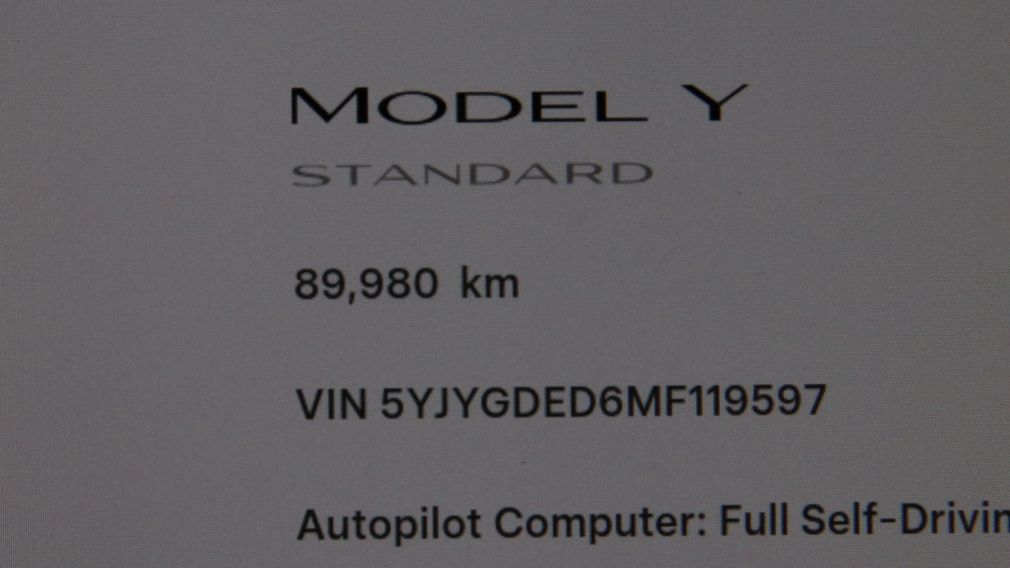 MODEL Y
STANDARD
89,980 km
VIN 5YJYGDED6MF119597
Autopilot Computer: Full Self-Drivin